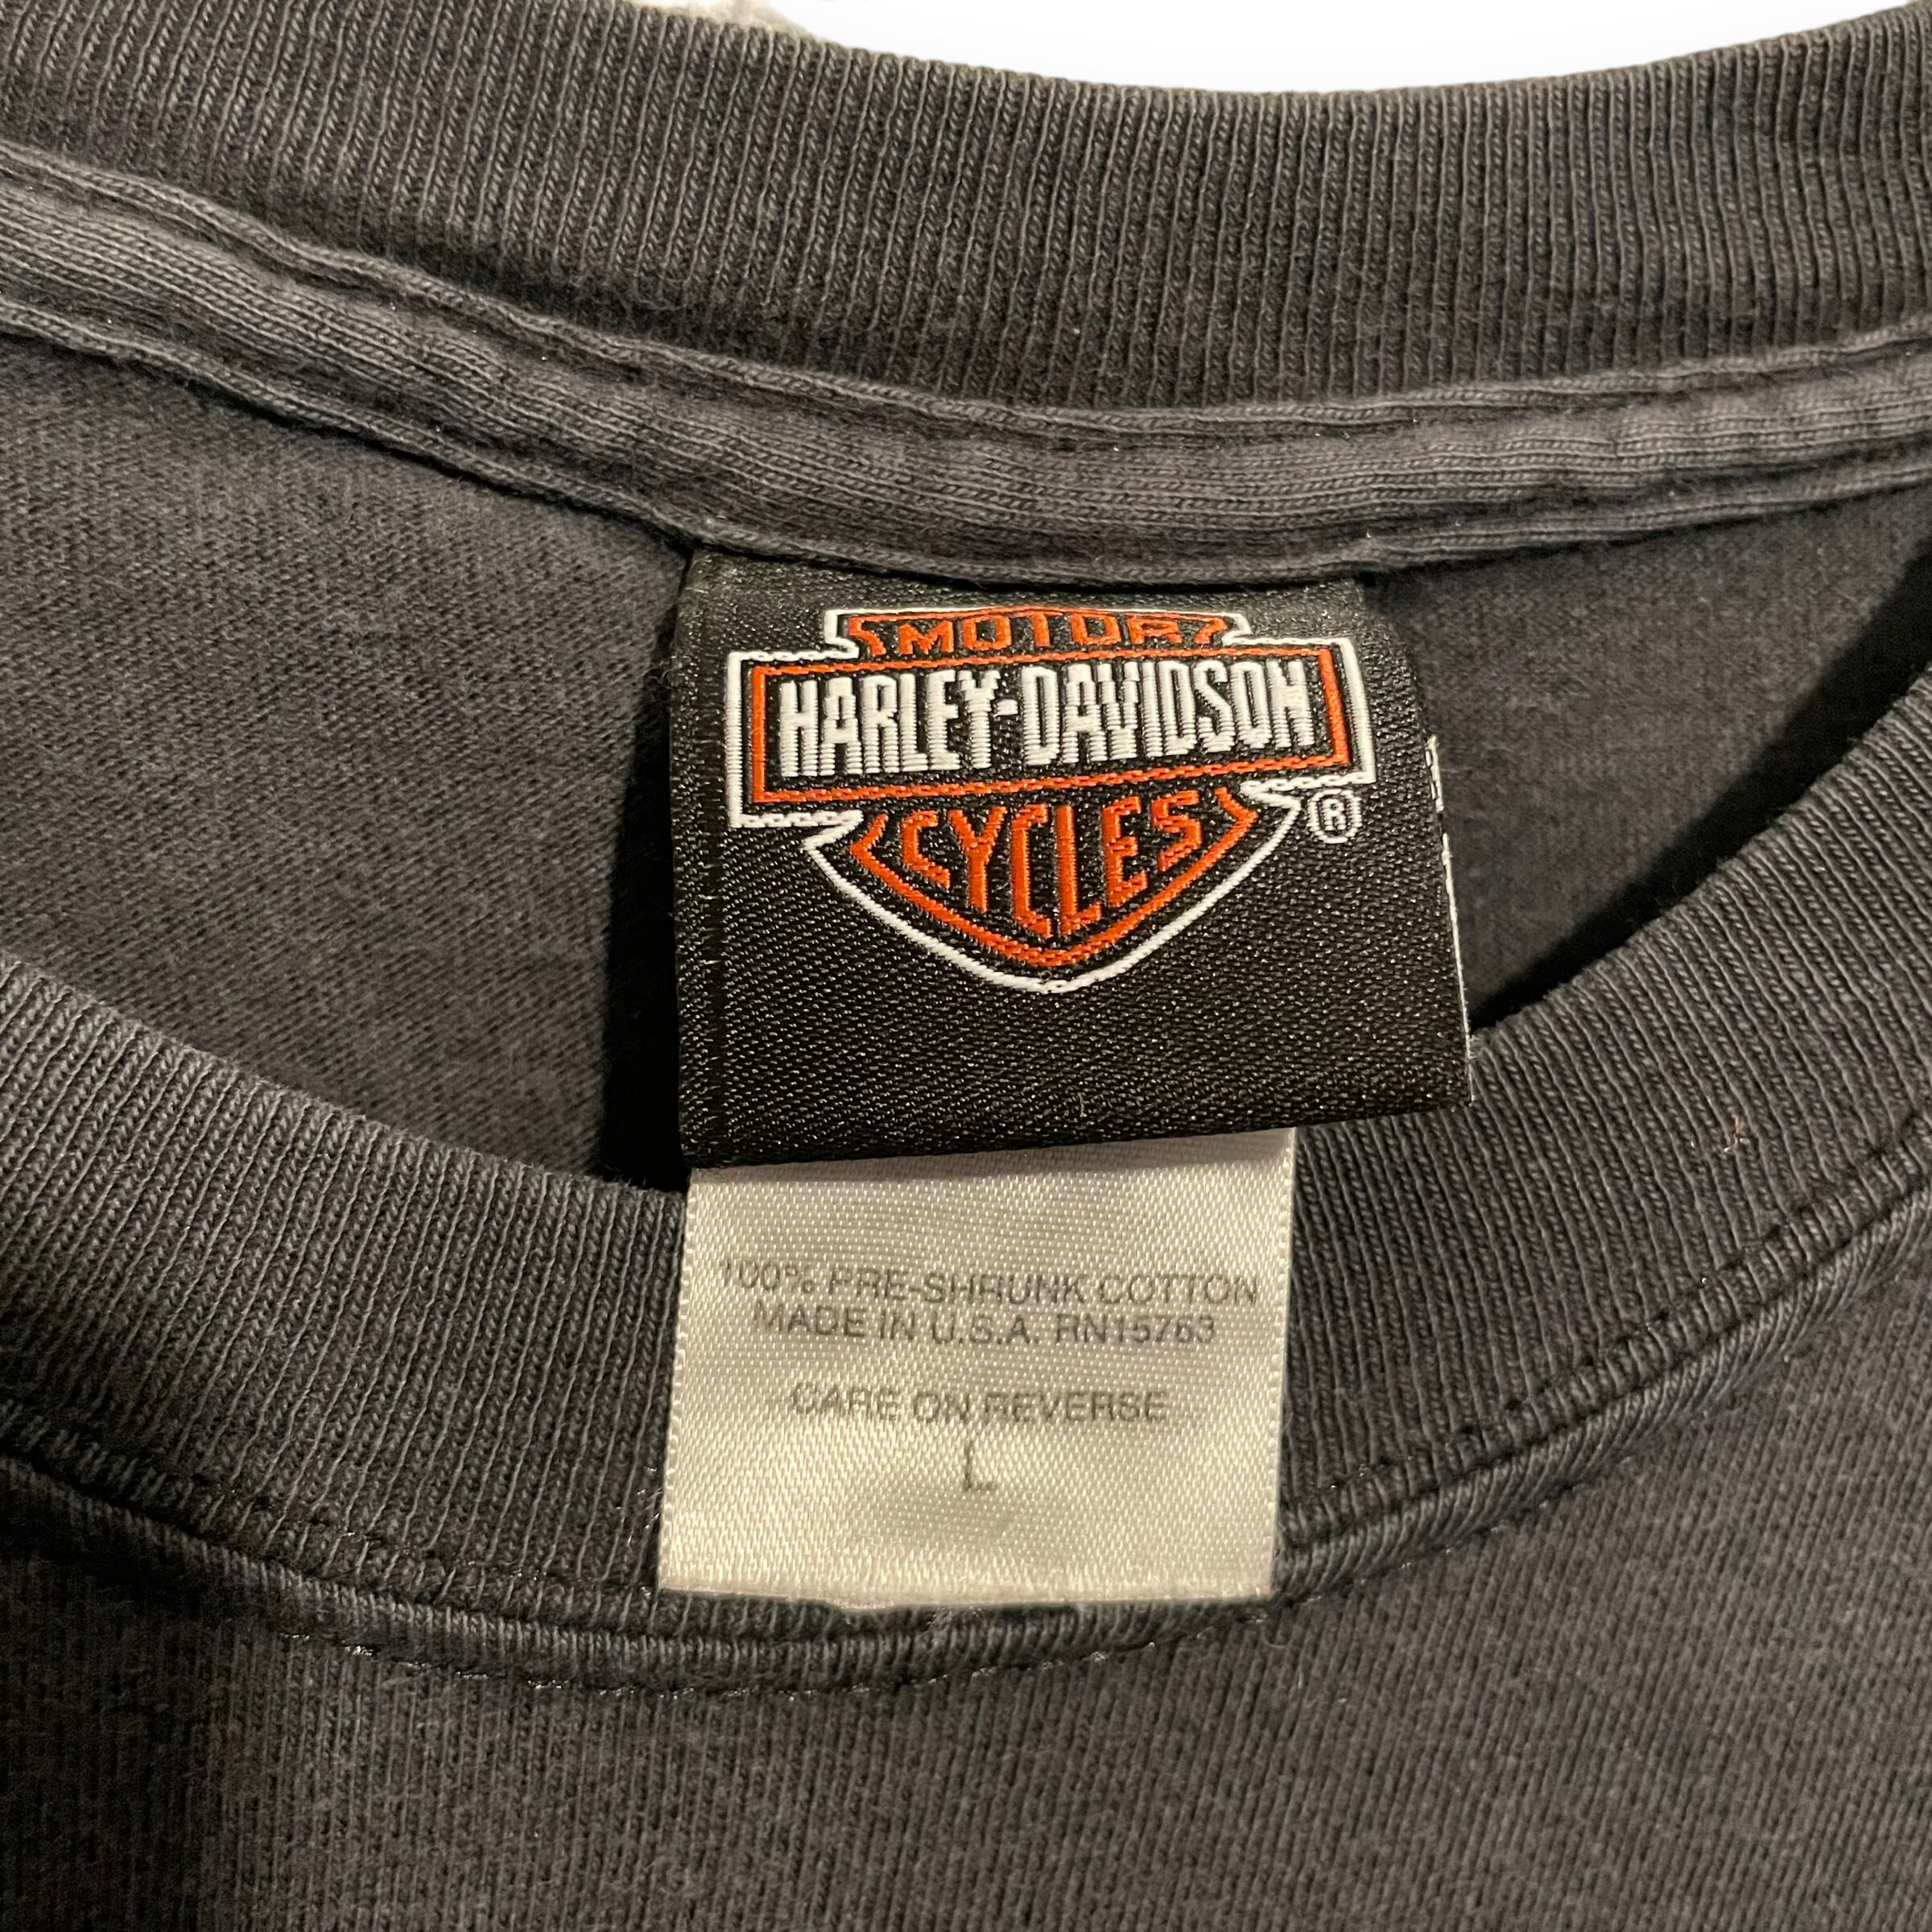 MOTOR
HARLEY-DAVIDSON
CYCLES
®
100% PRE-SHRUNK COTTON
MADE IN U.S.A. RN15763
CARE ON REVERSE
L